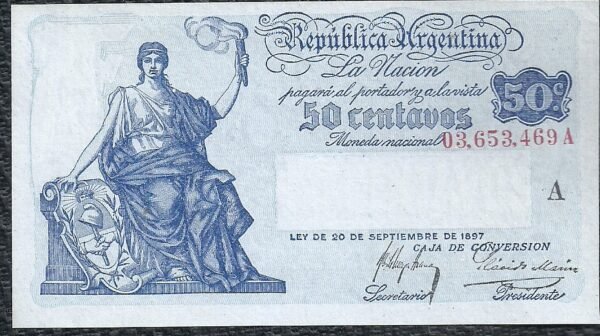 República Argentina
La Nación
pagará al portador y a la vista
50 centavos
50 c.
Moneda nacional
03,653,469 A
A
LEY DE 20 DE SEPTIEMBRE DE 1897
CAJA DE CONVERSION
Secretario
Presidente